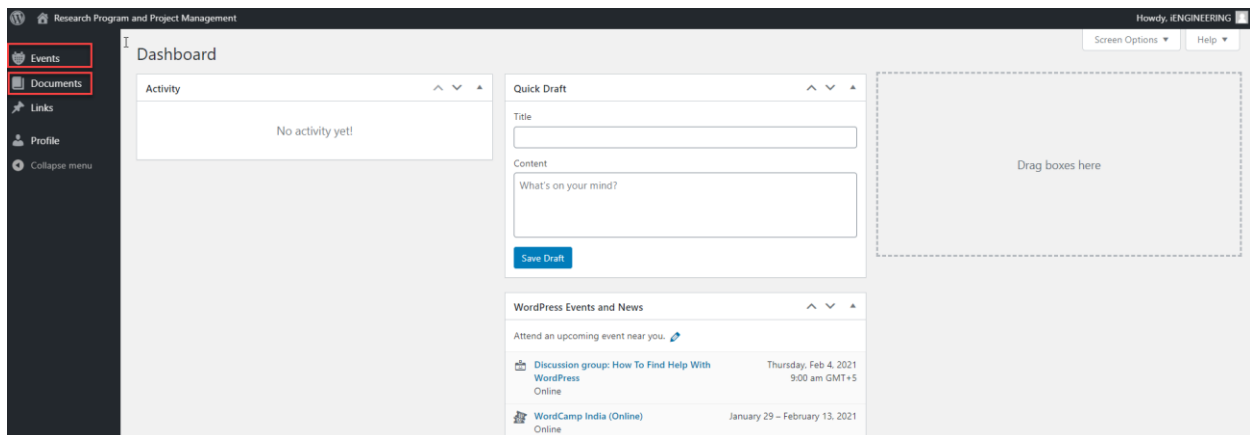 Research Program and Project Management
Howdy, iENGINEERING
Screen Options
Help
Events
Documents
Links
Profile
Collapse menu
Dashboard
Activity
No activity yet!
Quick Draft
Title
Content
What's on your mind?
Save Draft
WordPress Events and News
Attend an upcoming event near you.
Discussion group: How To Find Help With
WordPress
Online
Thursday, Feb 4, 2021
9:00 am GMT+5
WordCamp India (Online)
Online
January 29 – February 13, 2021
Drag boxes here